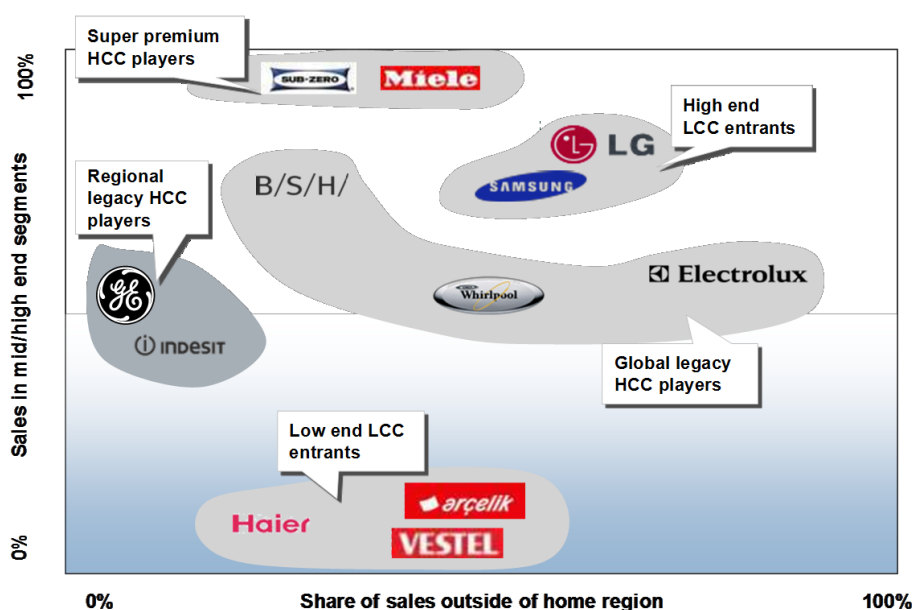 Super premium
HCC players
SUB-ZERO
Miele
High end
LCC entrants
LG
SAMSUNG
Regional
legacy HCC
players
B/S/H/
GE
Whirlpool
Electrolux
indesit
Global legacy
HCC players
Low end LCC
entrants
Haier
arçelik
VESTEL
100%
Sales in mid/high end segments
0%
0%
Share of sales outside of home region
100%